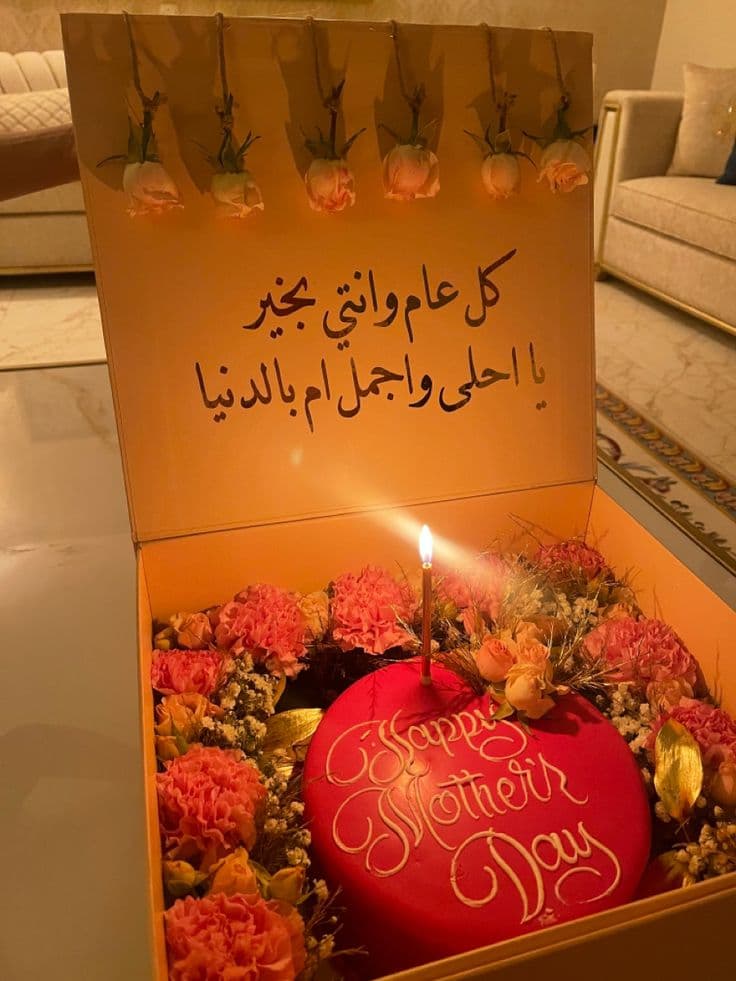 كل عام وانتي بخير
يا احلى واجمل ام بالدنيا
Happy
Mother's
Day